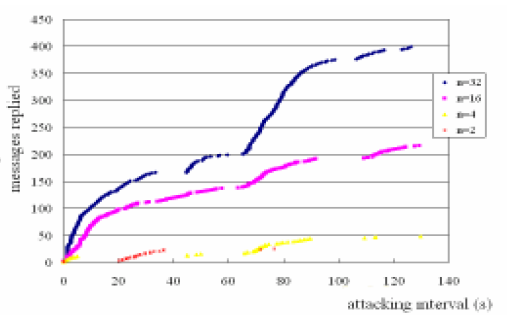 450
400
350
300
250
200
150
100
50
0
messages replied
0 20 40 60 80 100 120 140
attacking interval (s)
n=32
n=16
n=4
n=2